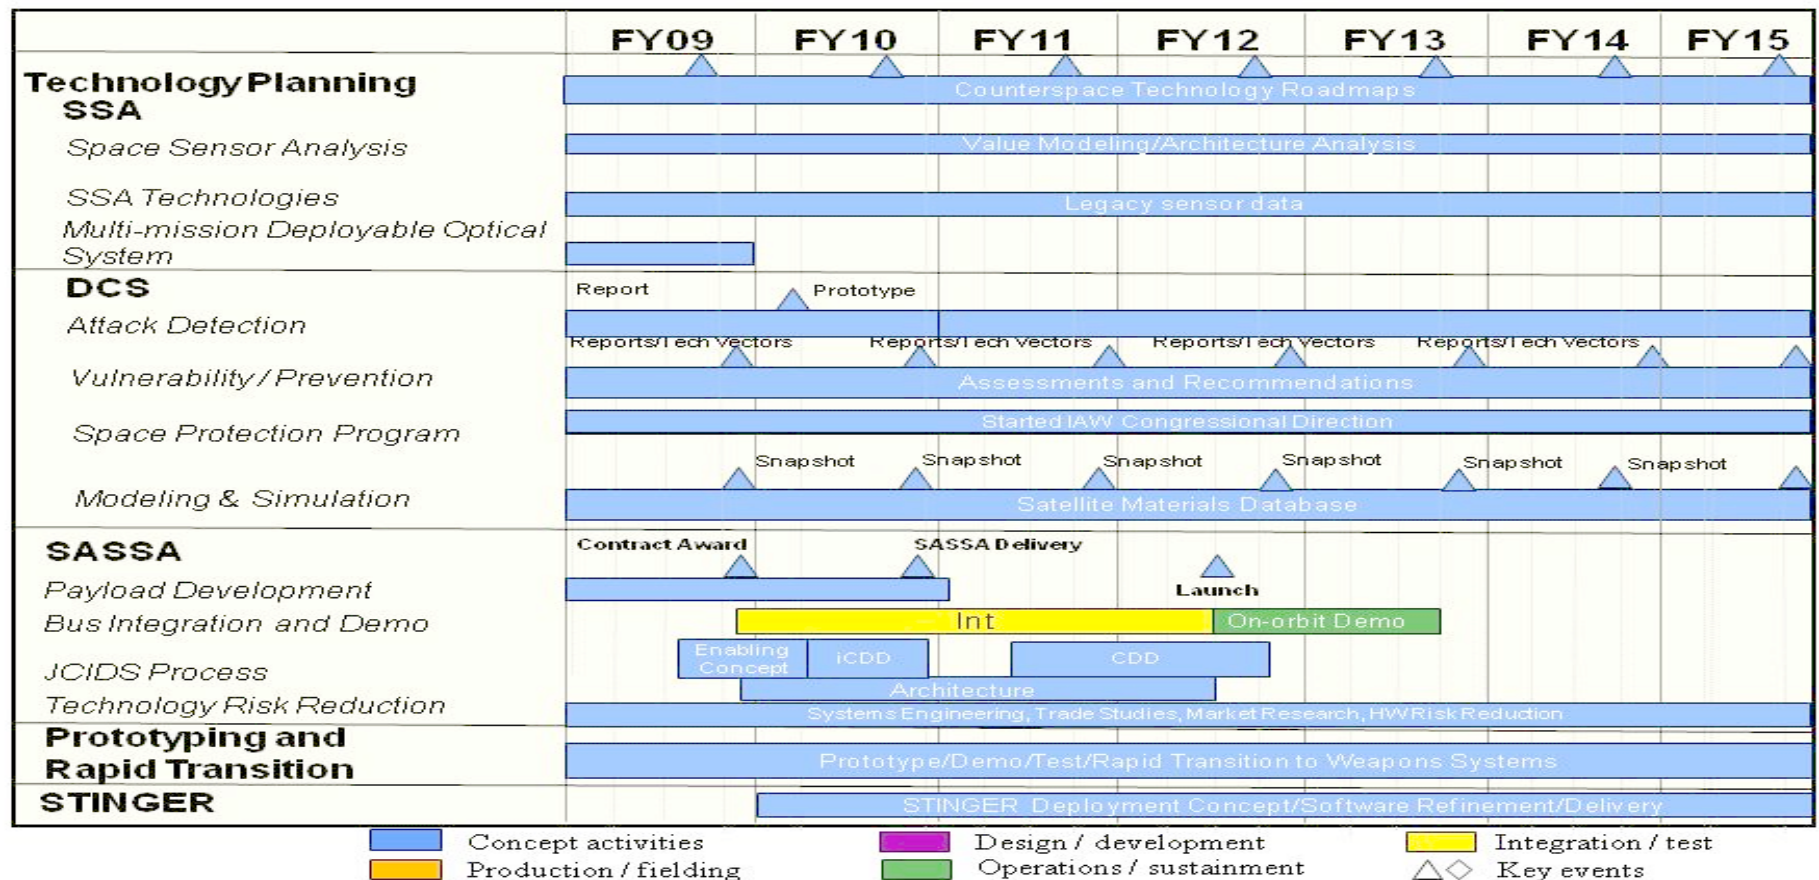 FY09 FY10 FY11 FY12 FY13 FY14 FY15
Technology Planning
Counterspace Technology Roadmaps
SSA
Space Sensor Analysis
Value Modeling/Architecture Analysis
SSA Technologies
Legacy sensor data
Multi-mission Deployable Optical
System
DCS
Report
Prototype
Attack Detection
Reports/Tech Vectors Reports/Tech Vectors Reports/Tech Vectors Reports/Tech Vectors
Vulnerability / Prevention
Assessments and Recommendations
Space Protection Program
Started IAW Congressional Direction
Snapshot Snapshot Snapshot Snapshot Snapshot Snapshot
Modeling & Simulation
Satellite Materials Database
SASSA
Contract Award
SASSA Delivery
Payload Development
Launch
Bus Integration and Demo
Int
On-orbit Demo
JCIDS Process
Enabling
Concept
iCDD
CDD
Architecture
Technology Risk Reduction
Systems Engineering, Trade Studies, Market Research, HW Risk Reduction
Prototyping and
Rapid Transition
Prototype/Demo/Test/Rapid Transition to Weapons Systems
STINGER
STINGER Deployment Concept/Software Refinement/Delivery
Concept activities
Design / development
Integration / test
Production / fielding
Operations / sustainment
Key events